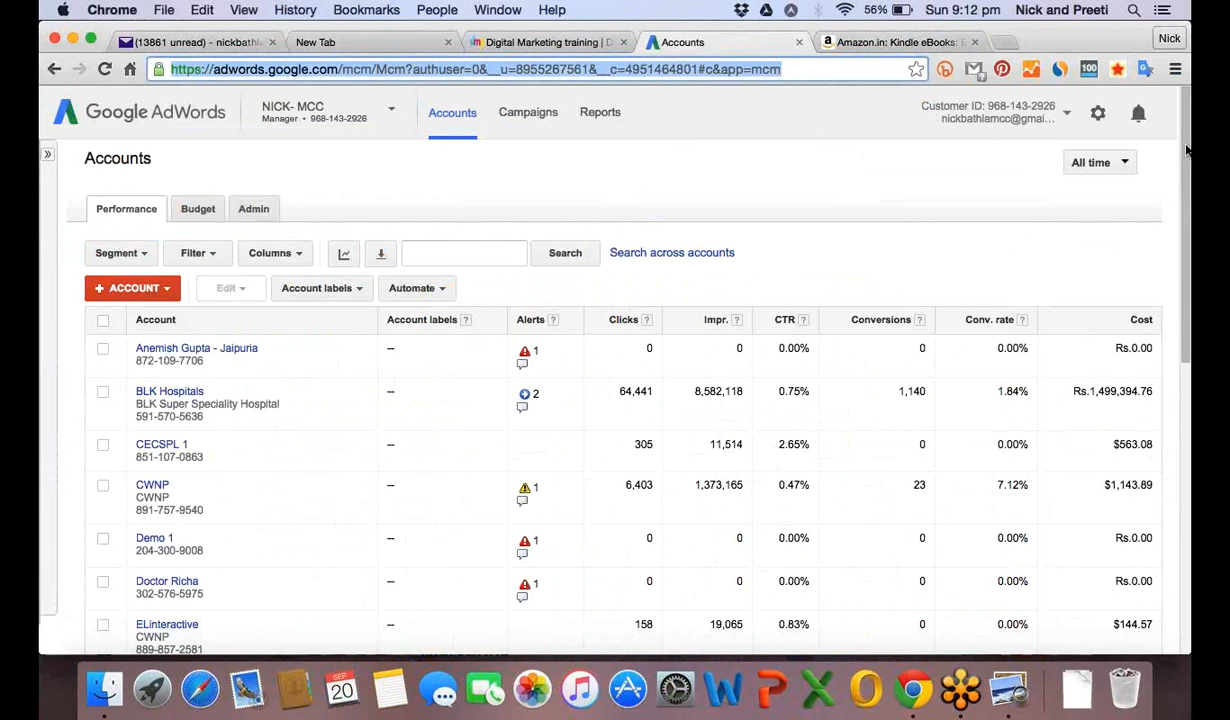 Chrome File Edit View History Bookmarks People Window Help 56% Sun 9:12 pm Nick and Preeti
(13861 unread) - nickbathla × New Tab × Digital Marketing training | D × Accounts × Amazon.in: Kindle eBooks: E × Nick
https://adwords.google.com/mcm/Mcm?authuser=0&__u=8955267561&__c=4951464801#c&app=mcm
Google AdWords
NICK- MCC
Manager • 968-143-2926
Accounts Campaigns Reports
Customer ID: 968-143-2926
nickbathlamcc@gmai...
Accounts
All time
Performance Budget Admin
Segment Filter Columns Search Search across accounts
+ ACCOUNT Edit Account labels Automate
Account Account labels ? Alerts ? Clicks ? Impr. ? CTR ? Conversions ? Conv. rate ? Cost
Anemish Gupta - Jaipuria -- 1 0 0 0.00% 0 0.00% Rs.0.00
872-109-7706
BLK Hospitals -- 2 64,441 8,582,118 0.75% 1,140 1.84% Rs.1,499,394.76
BLK Super Speciality Hospital
591-570-5636
CECSPL 1 -- 305 11,514 2.65% 0 0.00% $563.08
851-107-0863
CWNP -- 1 6,403 1,373,165 0.47% 23 7.12% $1,143.89
CWNP
891-757-9540
Demo 1 -- 1 0 0 0.00% 0 0.00% Rs.0.00
204-300-9008
Doctor Richa -- 1 0 0 0.00% 0 0.00% Rs.0.00
302-576-5975
ELinteractive -- 158 19,065 0.83% 0 0.00% $144.57
CWNP
889-857-2581
SEP
20